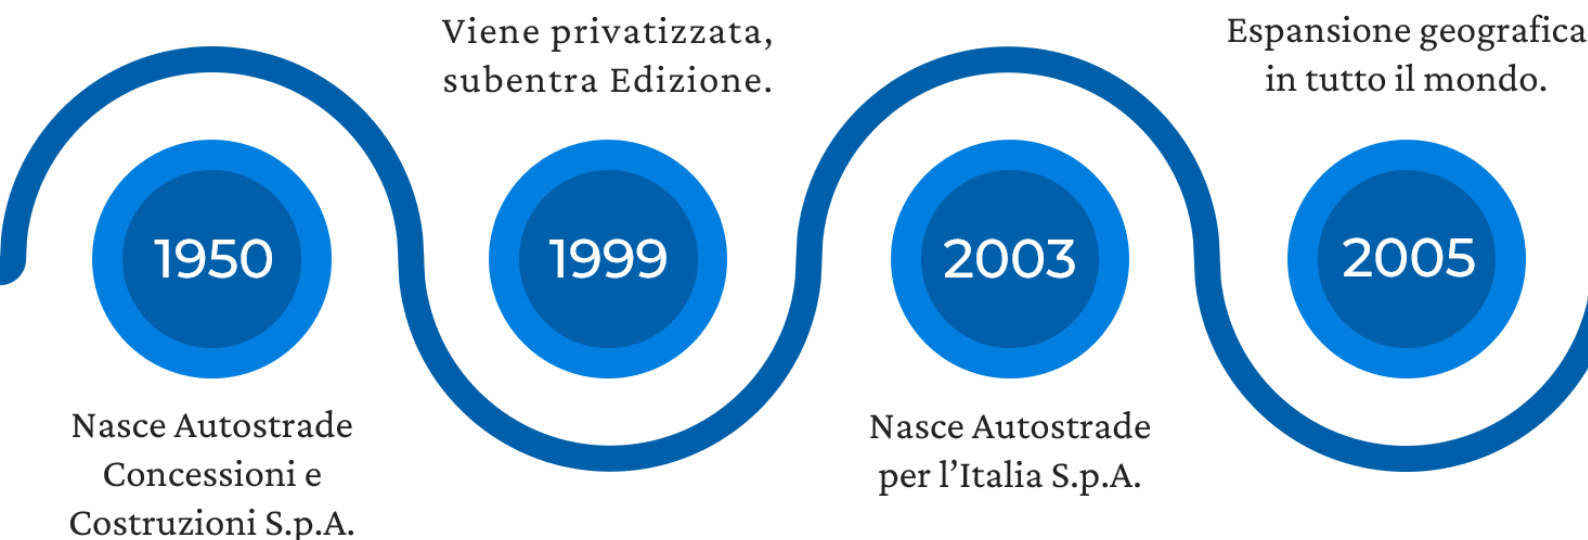 1950
Nasce Autostrade
Concessioni e
Costruzioni S.p.A.
Viene privatizzata,
subentra Edizione.
1999
2003
Nasce Autostrade
per l’Italia S.p.A.
Espansione geografica
in tutto il mondo.
2005